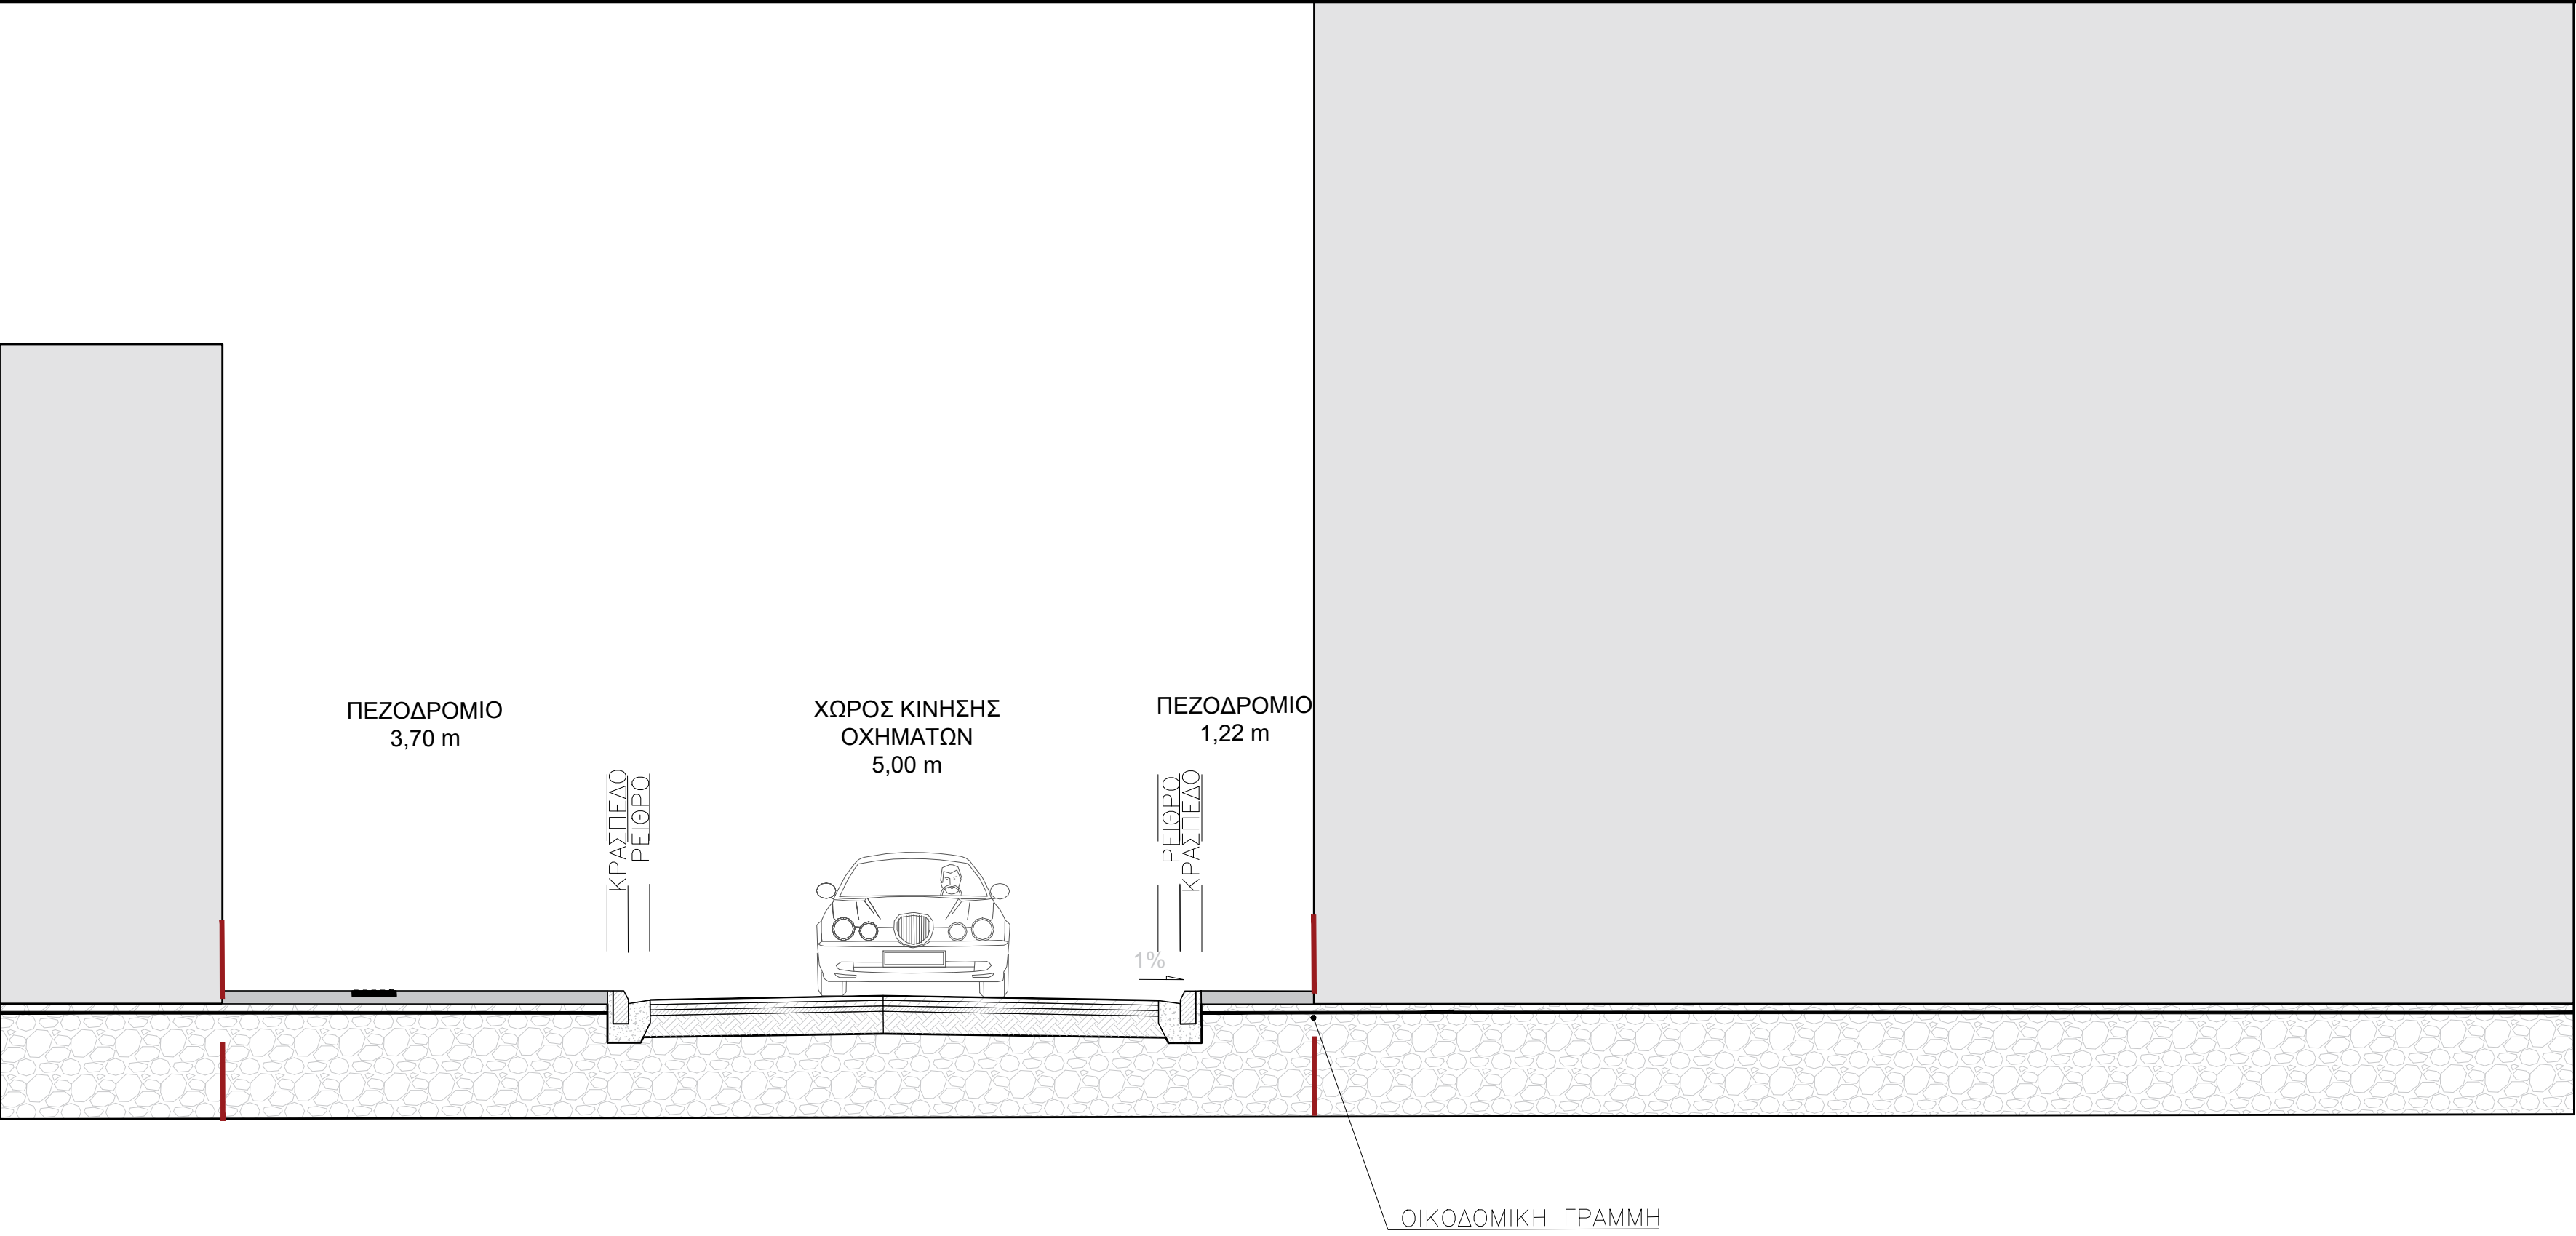 ΠΕΖΟΔΡΟΜΙΟ
3,70 m
ΧΩΡΟΣ ΚΙΝΗΣΗΣ
ΟΧΗΜΑΤΩΝ
5,00 m
ΠΕΖΟΔΡΟΜΙΟ
1,22 m
ΚΡΑΣΠΕΔΟ
ΡΕΙΘΡΟ
ΡΕΙΘΡΟ
ΚΡΑΣΠΕΔΟ
1%
ΟΙΚΟΔΟΜΙΚΗ ΓΡΑΜΜΗ